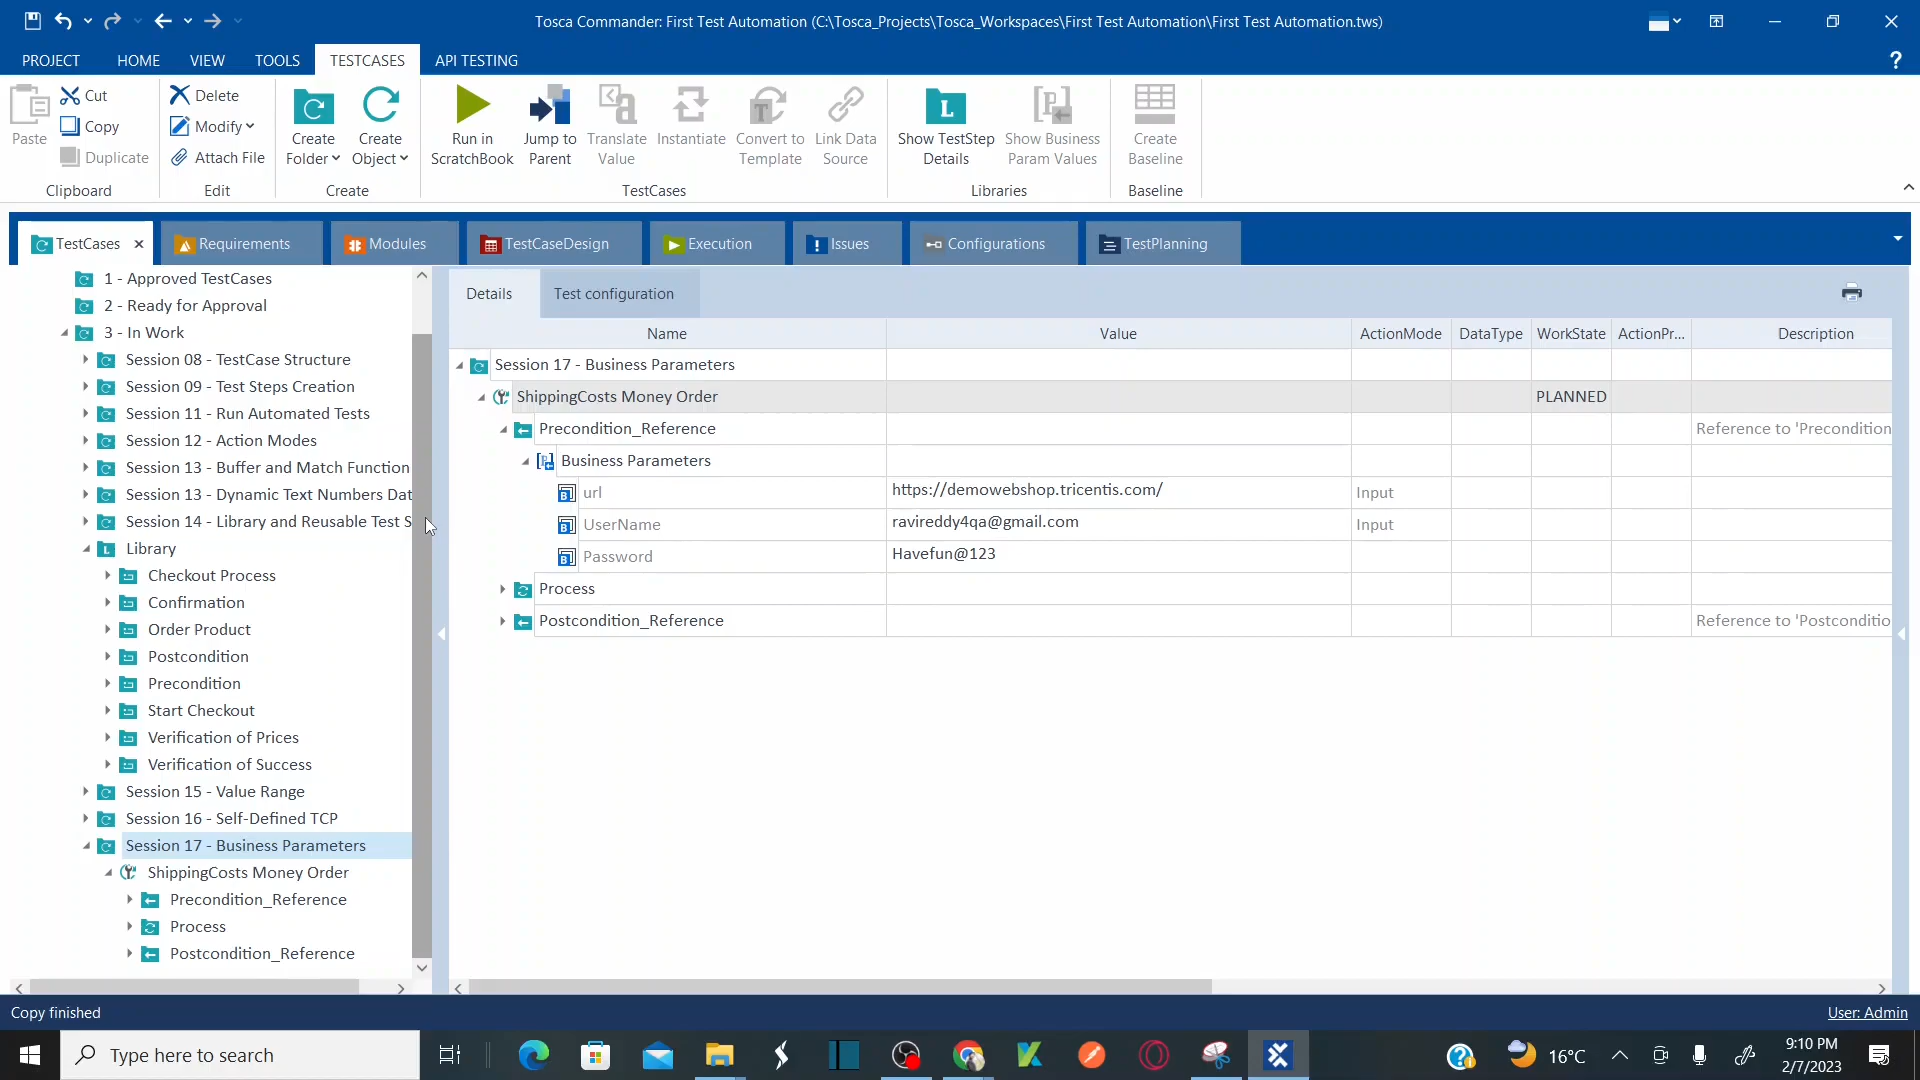 Tosca Commander: First Test Automation (C:\Tosca_Projects\Tosca_Workspaces\First Test Automation\First Test Automation.tws)
PROJECT HOME VIEW TOOLS TESTCASES API TESTING ?
Paste
Cut
Copy
Duplicate
Clipboard
Delete
Modify
Attach File
Edit
Create Folder
Create Object
Create
Run in ScratchBook
Jump to Parent
Translate Value
Instantiate
Convert to Template
Link Data Source
TestCases
Show TestStep Details
Show Business Param Values
Libraries
Create Baseline
Baseline
TestCases Requirements Modules TestCaseDesign Execution Issues Configurations TestPlanning
1 - Approved TestCases
2 - Ready for Approval
3 - In Work
Session 08 - TestCase Structure
Session 09 - Test Steps Creation
Session 11 - Run Automated Tests
Session 12 - Action Modes
Session 13 - Buffer and Match Function
Session 13 - Dynamic Text Numbers Dat
Session 14 - Library and Reusable Test S
Library
Checkout Process
Confirmation
Order Product
Postcondition
Precondition
Start Checkout
Verification of Prices
Verification of Success
Session 15 - Value Range
Session 16 - Self-Defined TCP
Session 17 - Business Parameters
ShippingCosts Money Order
Precondition_Reference
Process
Postcondition_Reference
Details Test configuration
Name Value ActionMode DataType WorkState ActionPr... Description
Session 17 - Business Parameters
ShippingCosts Money Order PLANNED
Precondition_Reference Reference to 'Precondition
Business Parameters
url https://demowebshop.tricentis.com/ Input
UserName ravireddy4qa@gmail.com Input
Password Havefun@123
Process
Postcondition_Reference Reference to 'Postconditio
Copy finished User: Admin
Type here to search
16°C
9:10 PM
2/7/2023